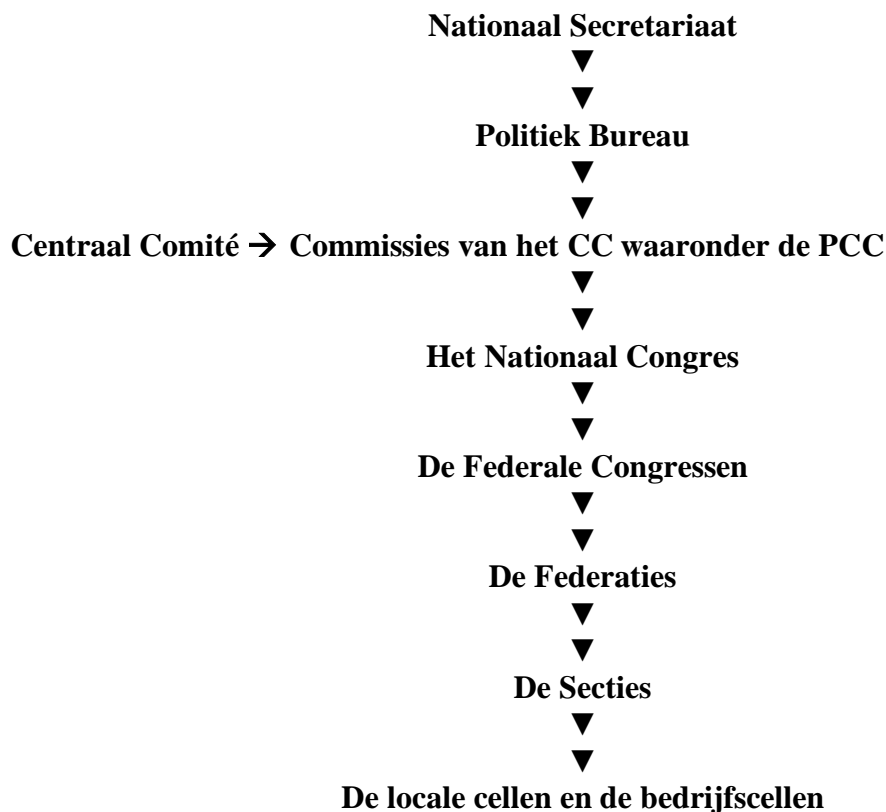 Nationaal Secretariaat
▼
▼
Politiek Bureau
▼
▼
Centraal Comité → Commissies van het CC waaronder de PCC
▼
▼
Het Nationaal Congres
▼
▼
De Federale Congressen
▼
▼
De Federaties
▼
▼
De Secties
▼
▼
De locale cellen en de bedrijfscellen